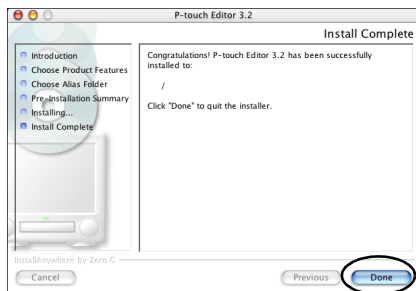 P-touch Editor 3.2
Install Complete
Introduction
Choose Product Features
Choose Alias Folder
Pre-Installation Summary
Installing...
Install Complete
Congratulations! P-touch Editor 3.2 has been successfully
installed to:
/
Click "Done" to quit the installer.
InstallAnywhere by Zero G
Cancel
Previous
Done